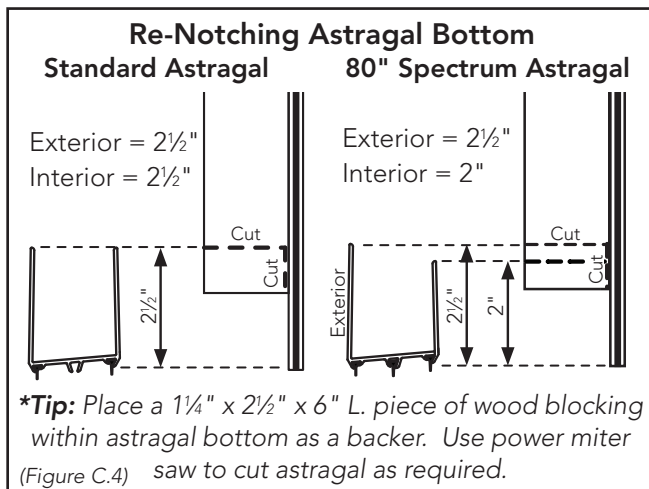 Re-Notching Astragal Bottom
Standard Astragal
Exterior = 2½"
Interior = 2½"
Cut
Cut
2½"
80" Spectrum Astragal
Exterior = 2½"
Interior = 2"
Cut
Cut
Exterior
2½"
2"
*Tip: Place a 1¼" x 2½" x 6" L. piece of wood blocking
within astragal bottom as a backer. Use power miter
(Figure C.4) saw to cut astragal as required.